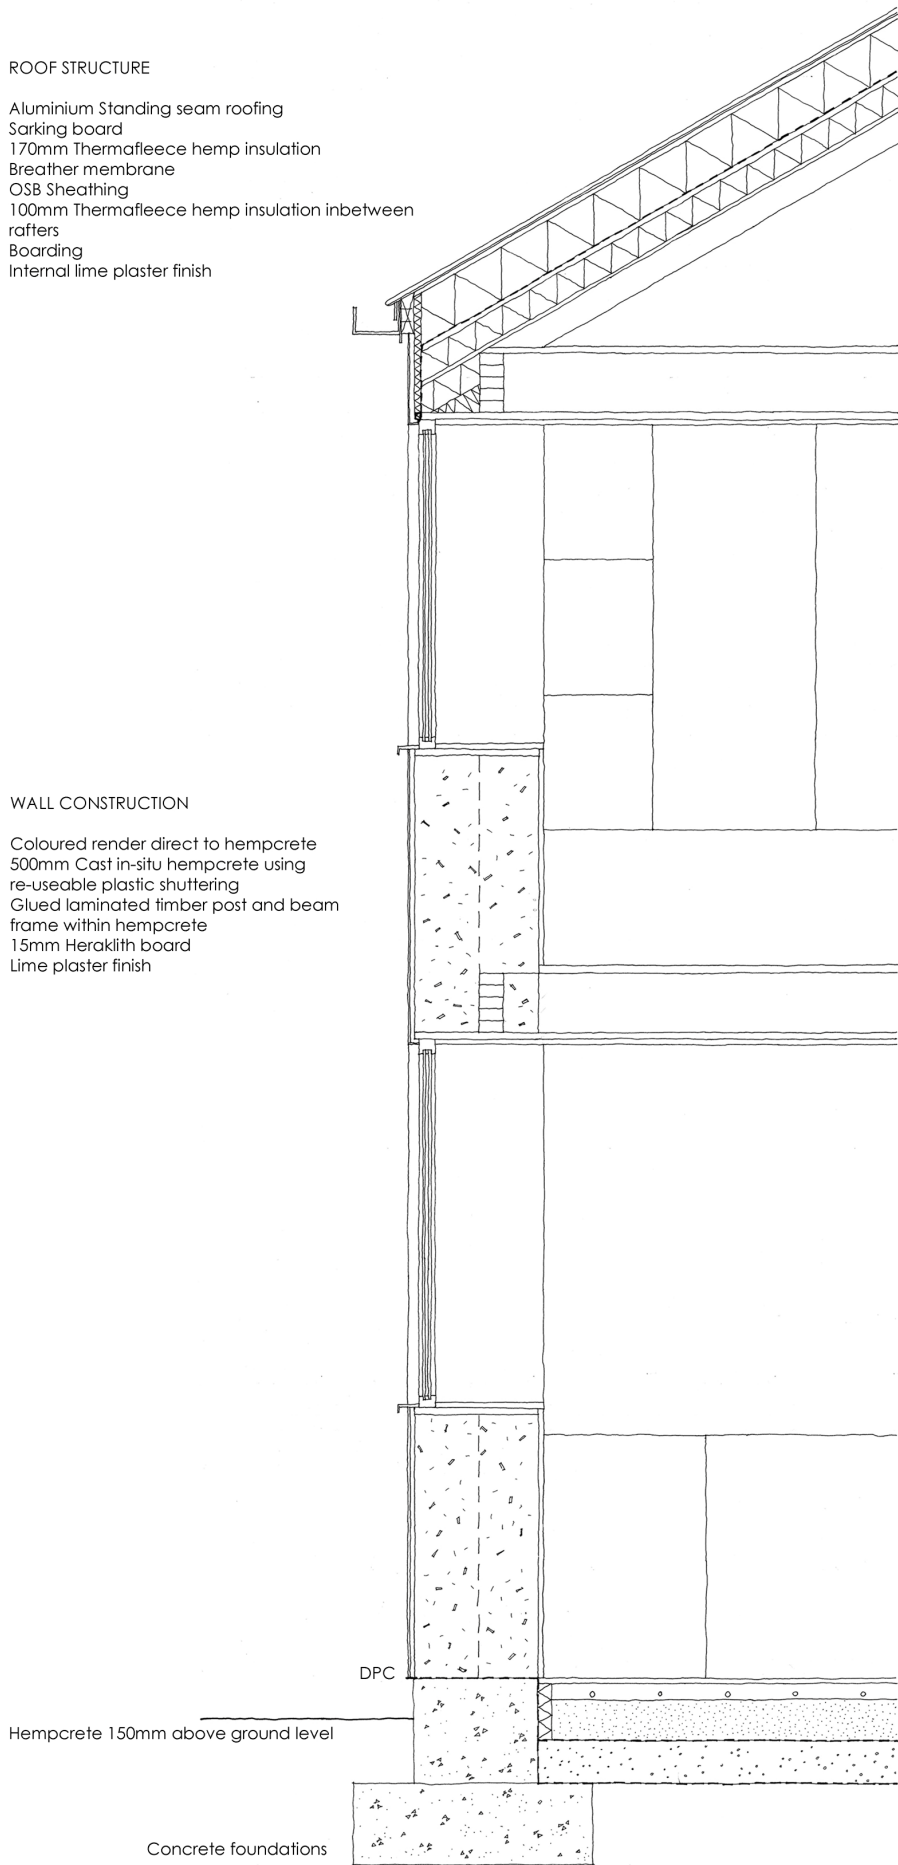 ROOF STRUCTURE
Aluminium Standing seam roofing
Sarking board
170mm Thermafleece hemp insulation
Breather membrane
OSB Sheathing
100mm Thermafleece hemp insulation inbetween
rafters
Boarding
Internal lime plaster finish
WALL CONSTRUCTION
Coloured render direct to hempcrete
500mm Cast in-situ hempcrete using
re-useable plastic shuttering
Glued laminated timber post and beam
frame within hempcrete
15mm Heraklith board
Lime plaster finish
DPC
Hempcrete 150mm above ground level
Concrete foundations